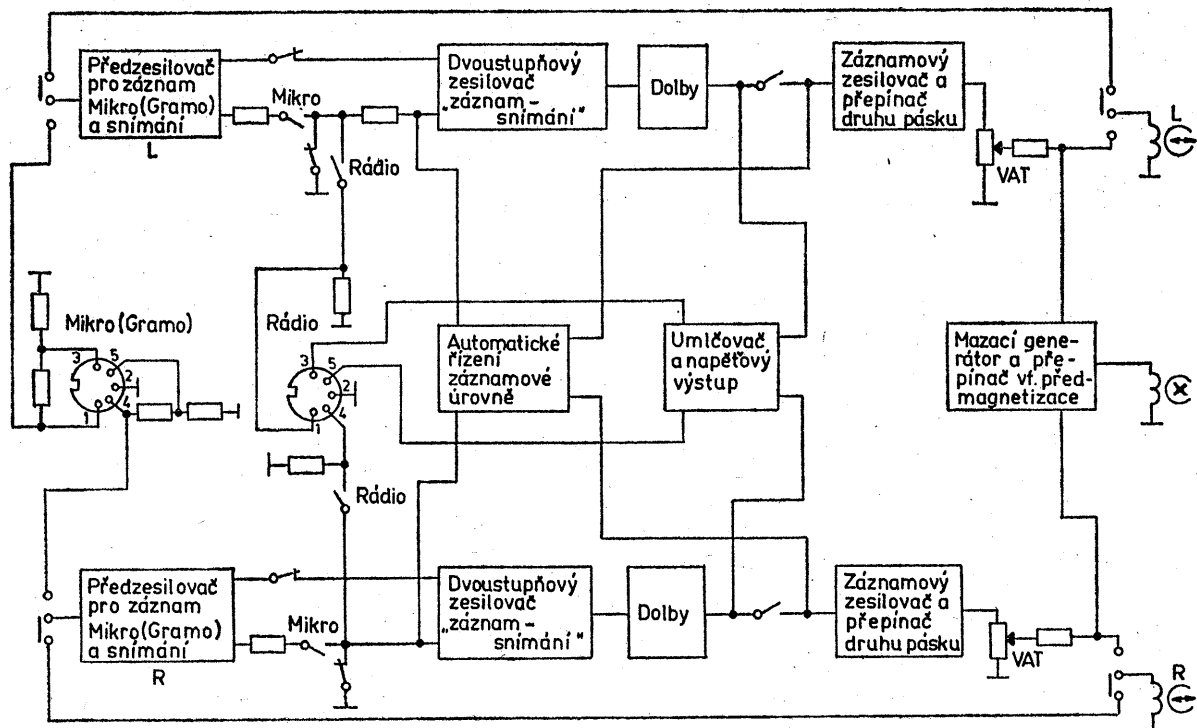 Předzesilovač
pro záznam
Mikro(Gramo)
a snímání
L
Mikro
Rádio
Dvoustupňový
zesilovač
"záznam-
snímání"
Dolby
Záznamový
zesilovač a
přepínač
druhu pásku
VAT
L
Mikro(Gramo)
3
5
2
4
1
Rádio
3
5
2
4
1
Automatické
řízení
záznamové
úrovně
Umlčovač
a napěťový
výstup
Mazací gene-
rátor a pře-
pínač vf. před-
magnetizace
Rádio
Předzesilovač
pro záznam
Mikro(Gramo)
a snímání
R
Mikro
Dvoustupňový
zesilovač
"záznam-
snímání"
Dolby
Záznamový
zesilovač a
přepínač
druhu pásku
VAT
R